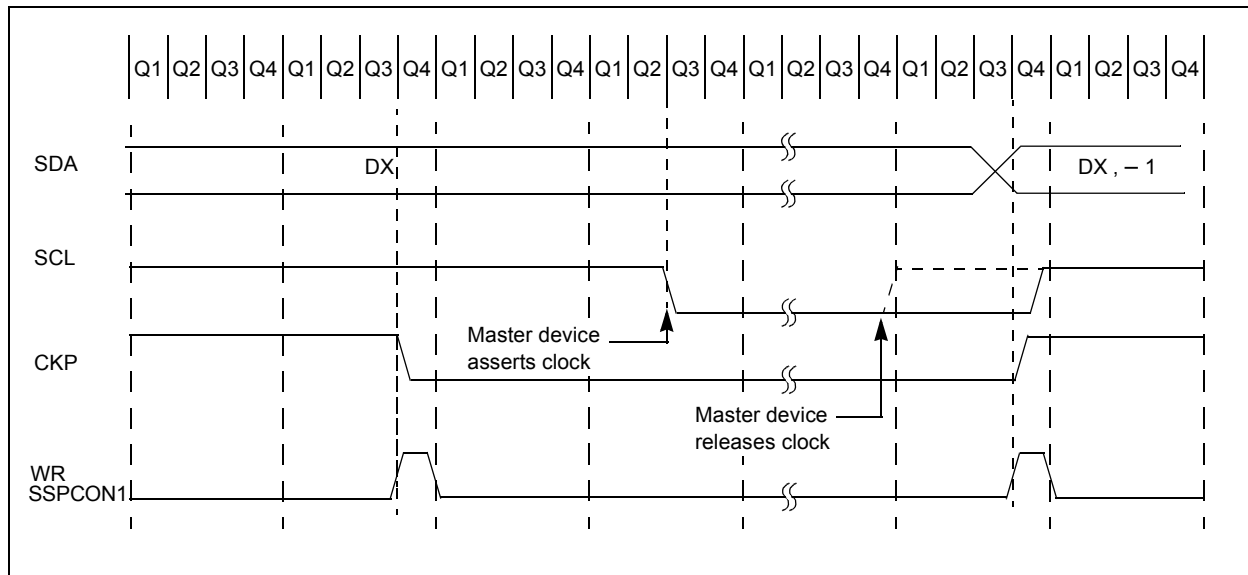 Q1 Q2 Q3 Q4 Q1 Q2 Q3 Q4 Q1 Q2 Q3 Q4 Q1 Q2 Q3 Q4 Q1 Q2 Q3 Q4 Q1 Q2 Q3 Q4 Q1 Q2 Q3 Q4
SDA
DX
DX , – 1
SCL
Master device
asserts clock
CKP
Master device
releases clock
WR
SSPCON1